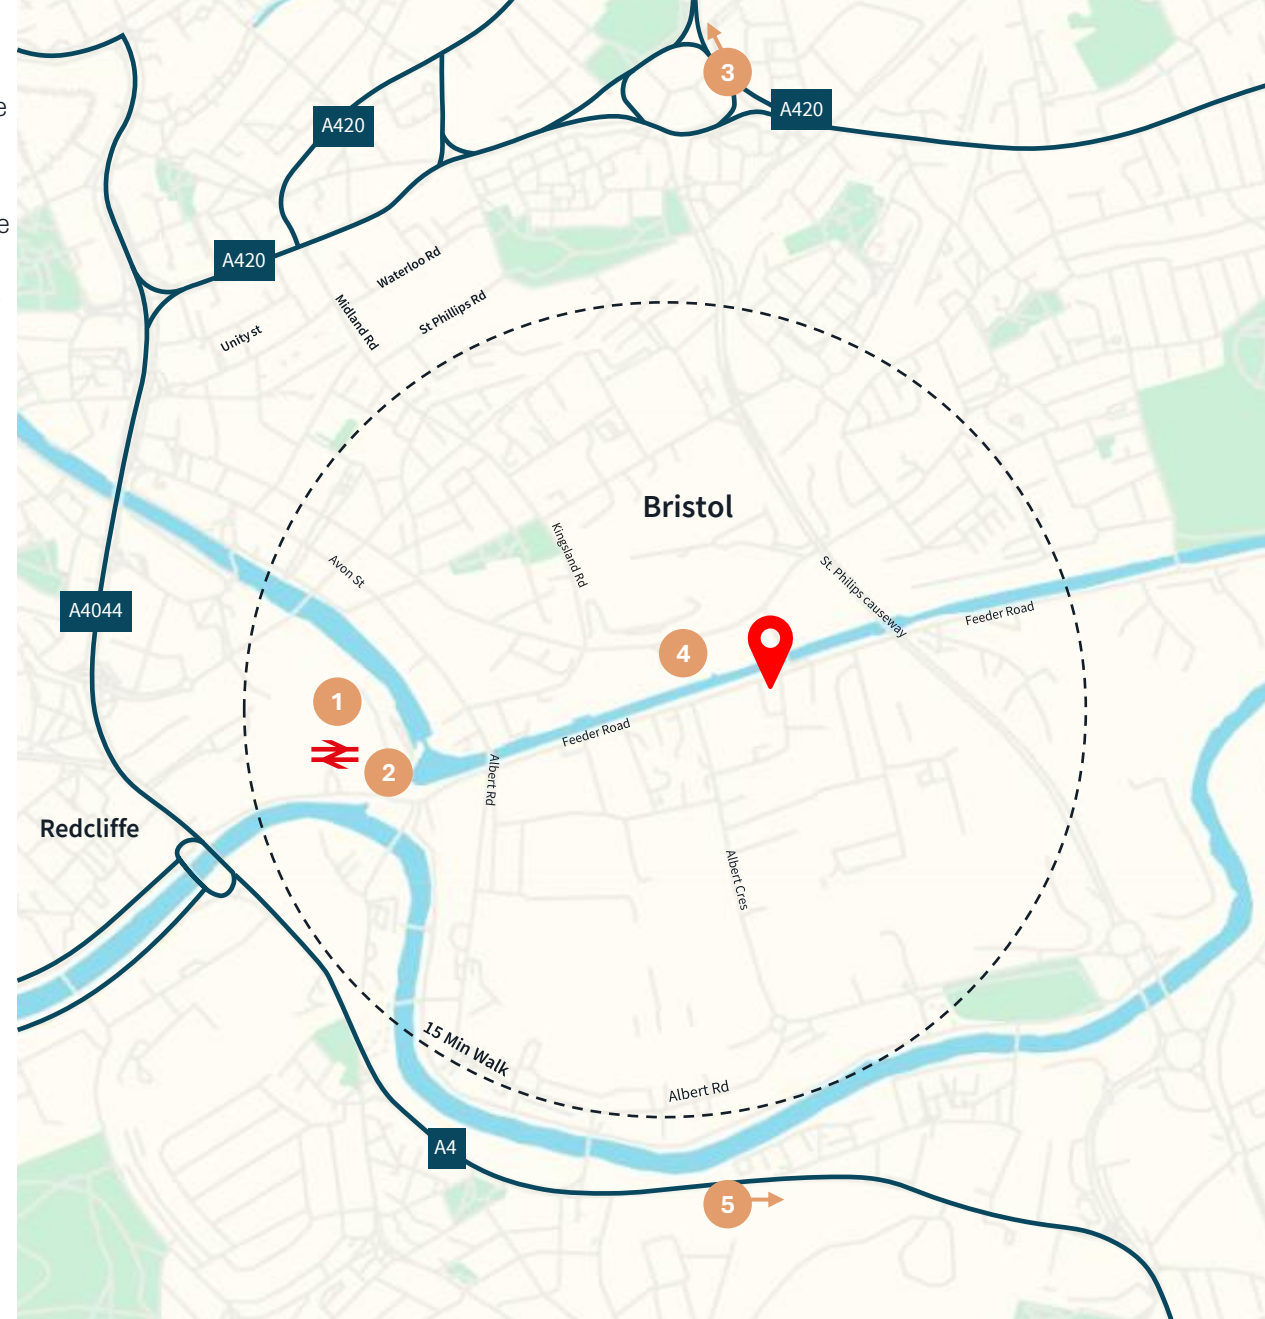 e
3
A420
A420
e
A420
Waterloo Rd
Midland Rd
St Phillips Rd
Unity st
Bristol
Kingsland Rd
Avon St
St. Philips causeway
A4044
Feeder Road
4
1
Feeder Road
2
Albert Rd
Redcliffe
Albert Cres
15 Min Walk
Albert Rd
A4
5